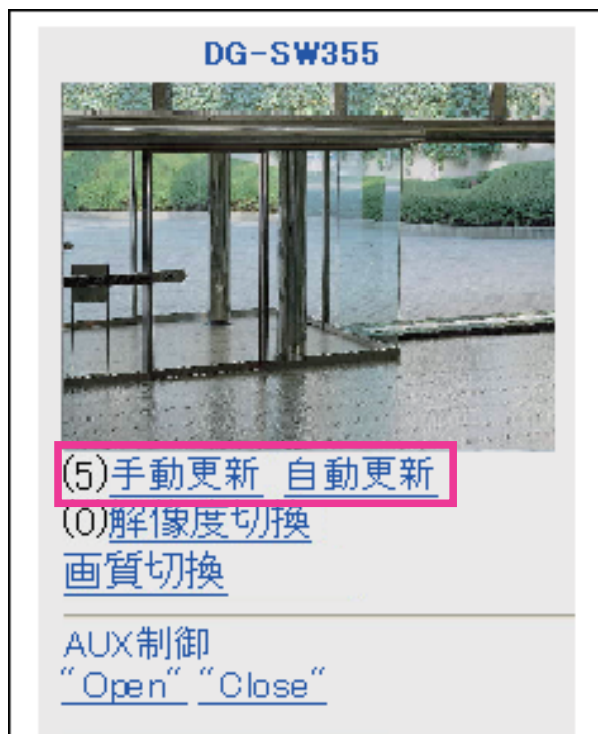 DG-SW355
(5)手動更新 自動更新
(0)解像度切換
画質切換
AUX制御
“Open“ “Close“